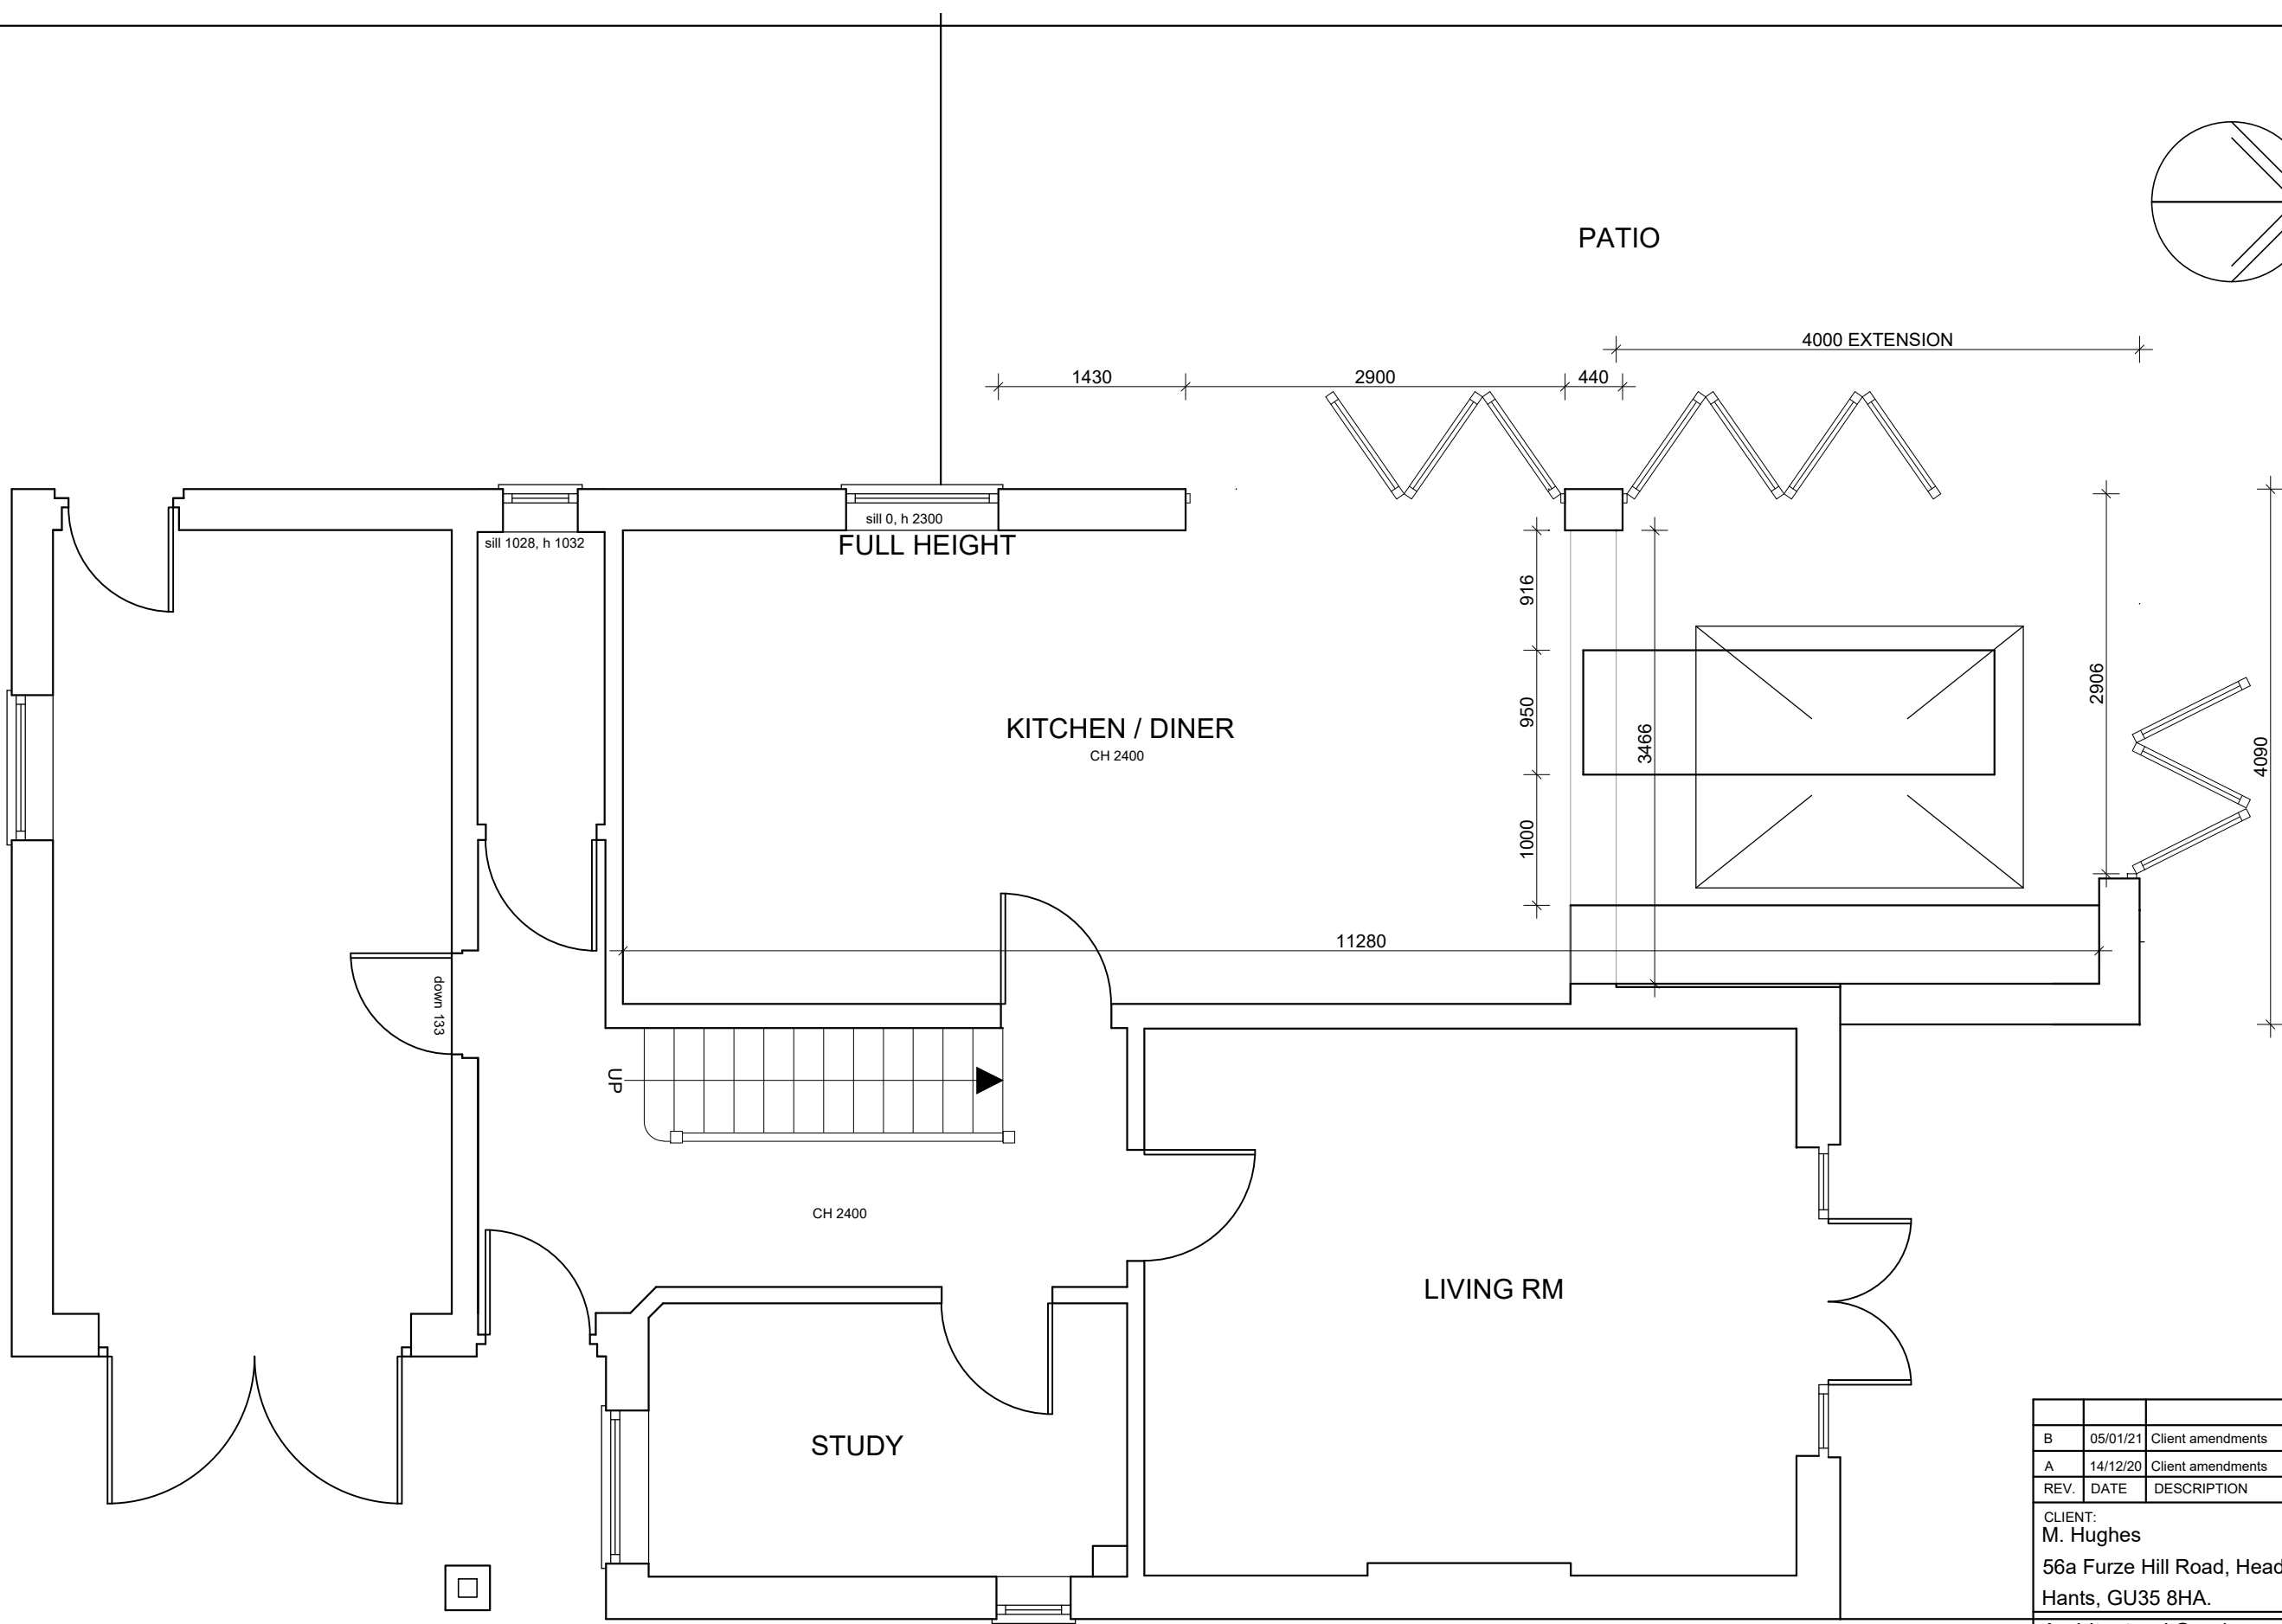 PATIO
4000 EXTENSION
1430
2900
440
sill 0, h 2300
FULL HEIGHT
sill 1028, h 1032
916
950
1000
3466
2906
4090
KITCHEN / DINER
CH 2400
11280
down 133
UP
CH 2400
LIVING RM
STUDY
B 05/01/21 Client amendments
A 14/12/20 Client amendments
REV. DATE DESCRIPTION
CLIENT:
M. Hughes
56a Furze Hill Road, Head
Hants, GU35 8HA.